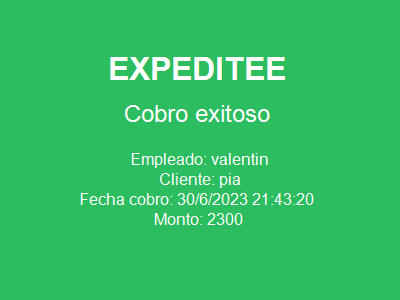 EXPEDITEE
Cobro exitoso
Empleado: valentin
Cliente: pia
Fecha cobro: 30/6/2023 21:43:20
Monto: 2300